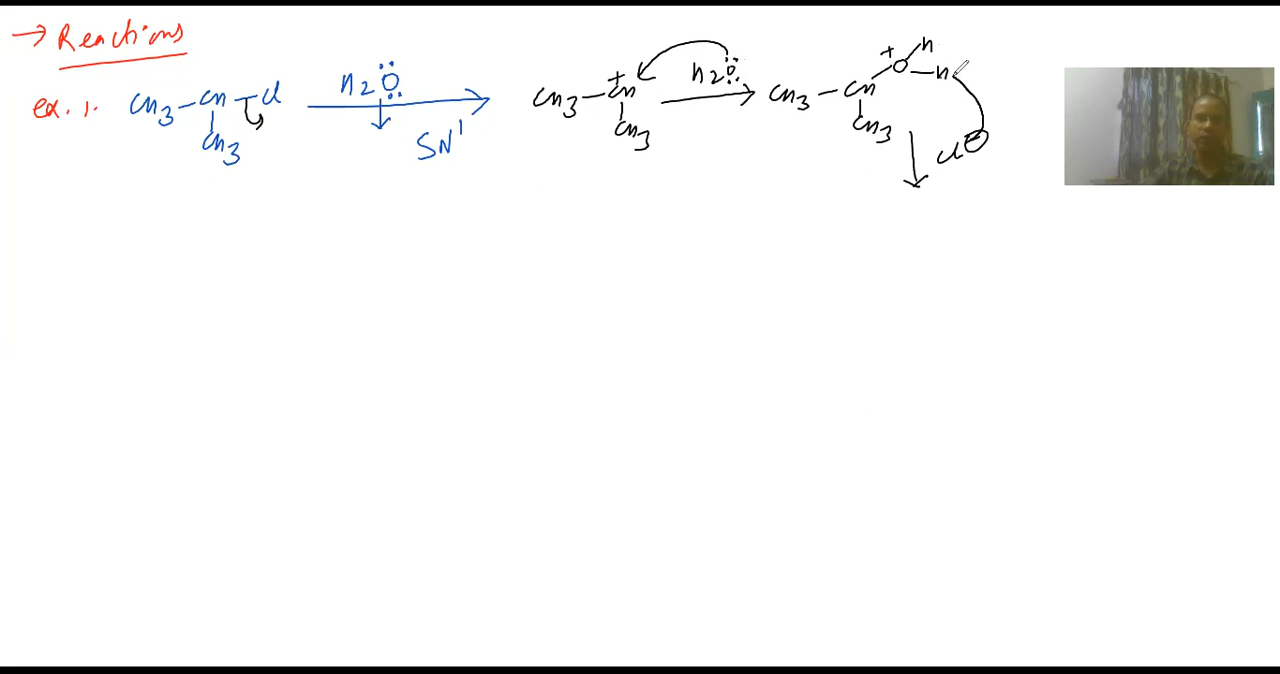 → Reactions
ex. 1. CH3–CH–Cl H2O SN1 CH3–CH+ H2O CH3–CH–O+–H H
CH3 CH3 CH3 Cl⊖